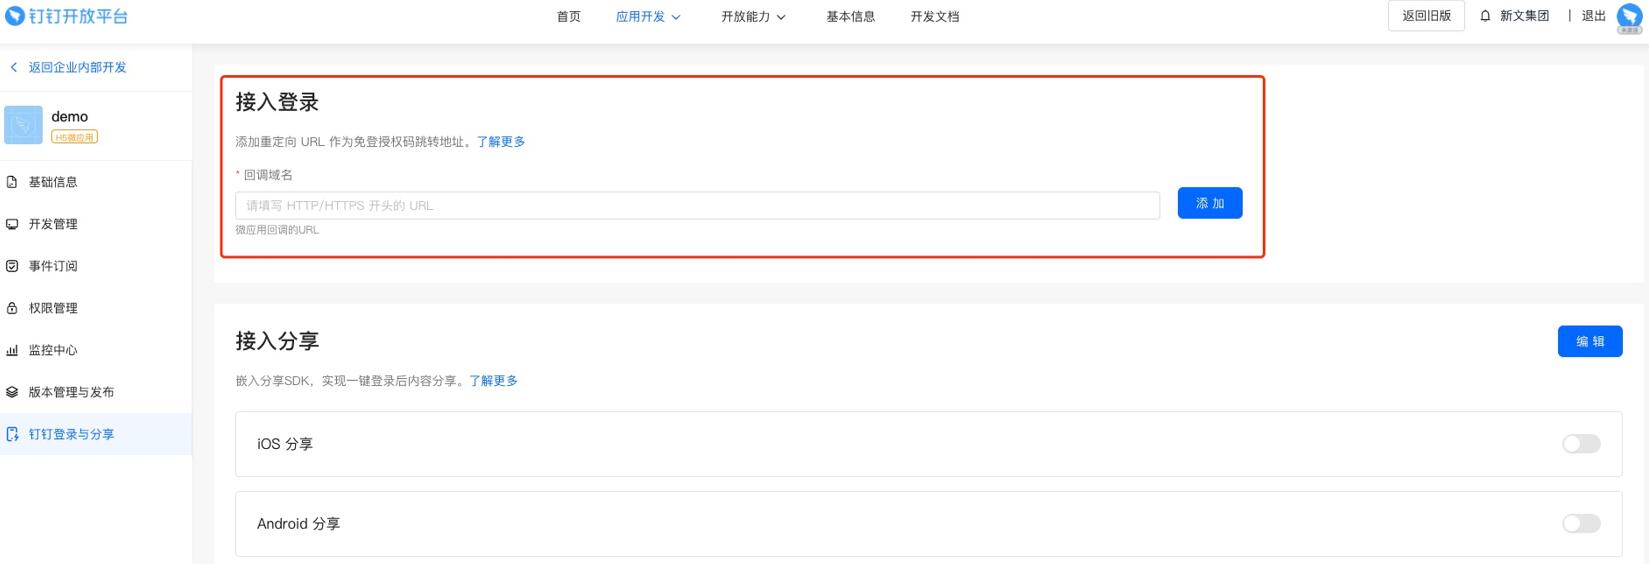 钉钉开放平台
首页
应用开发
开放能力
基本信息
开发文档
返回旧版
新文集团
| 退出
返回企业内部开发
demo
H5微应用
基础信息
开发管理
事件订阅
权限管理
监控中心
版本管理与发布
钉钉登录与分享
接入登录
添加重定向 URL 作为免登授权码跳转地址。了解更多
* 回调域名
请填写 HTTP/HTTPS 开头的 URL
添 加
微应用回调的URL
接入分享
编 辑
嵌入分享SDK，实现一键登录后内容分享。了解更多
iOS 分享
Android 分享